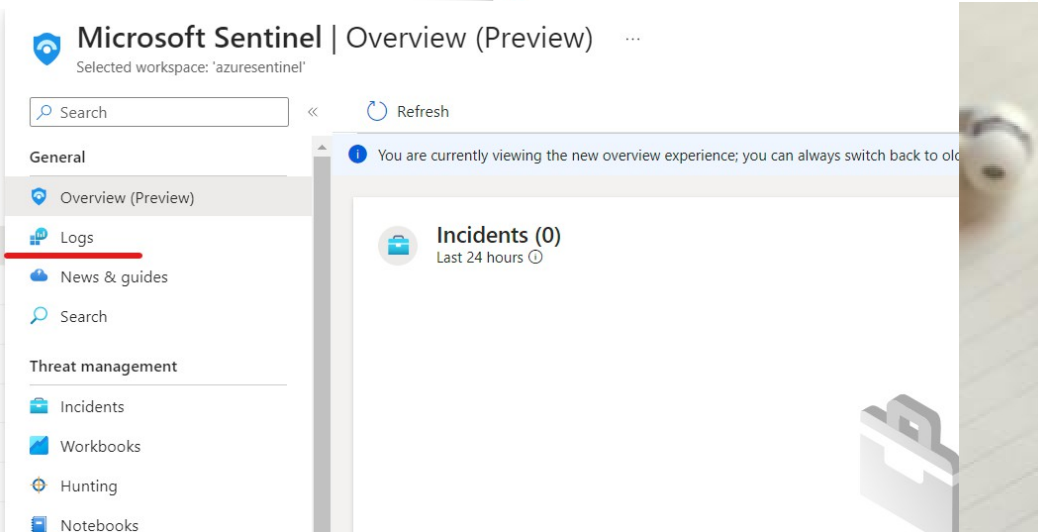 Microsoft Sentinel | Overview (Preview) ...
Selected workspace: 'azuresentinel'
Search
«
Refresh
General
You are currently viewing the new overview experience; you can always switch back to old
Overview (Preview)
Logs
News & guides
Search
Threat management
Incidents
Workbooks
Hunting
Notebooks
Incidents (0)
Last 24 hours